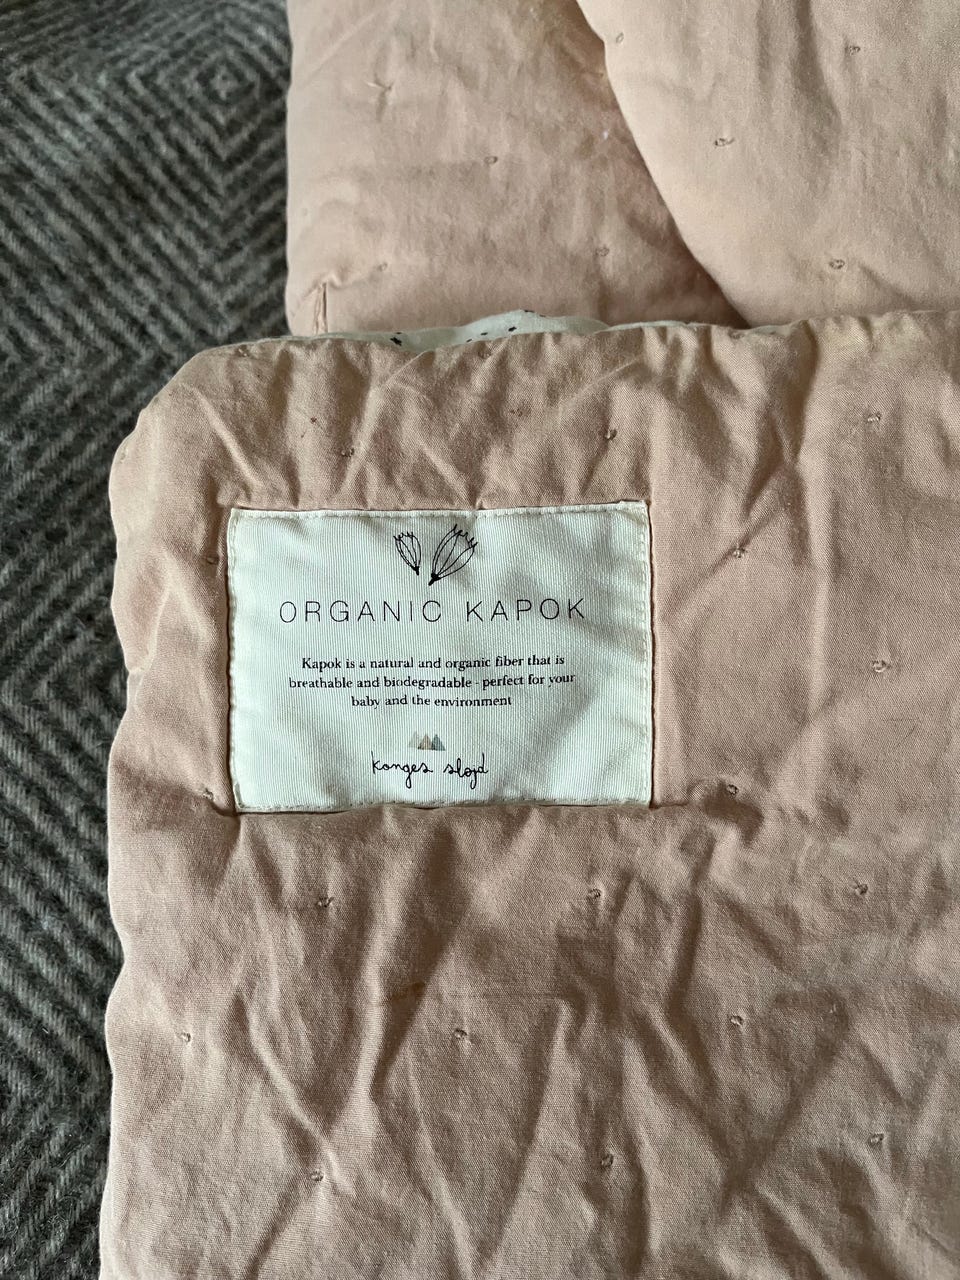 ORGANIC KAPOK
Kapok is a natural and organic fiber that is
breathable and biodegradable - perfect for your
baby and the environment
konges sløjd